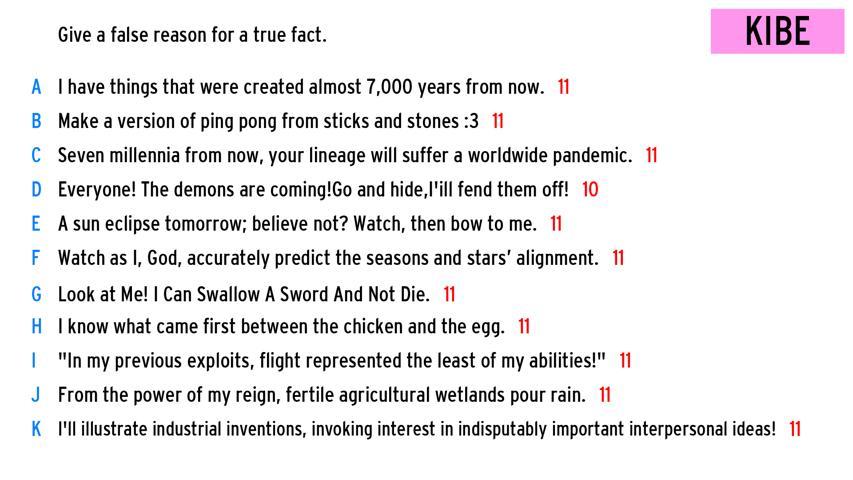 Give a false reason for a true fact.
KIBE
A I have things that were created almost 7,000 years from now. 11
B Make a version of ping pong from sticks and stones :3 11
C Seven millennia from now, your lineage will suffer a worldwide pandemic. 11
D Everyone! The demons are coming!Go and hide,I'ill fend them off! 10
E A sun eclipse tomorrow; believe not? Watch, then bow to me. 11
F Watch as I, God, accurately predict the seasons and stars’ alignment. 11
G Look at Me! I Can Swallow A Sword And Not Die. 11
H I know what came first between the chicken and the egg. 11
I "In my previous exploits, flight represented the least of my abilities!" 11
J From the power of my reign, fertile agricultural wetlands pour rain. 11
K I'll illustrate industrial inventions, invoking interest in indisputably important interpersonal ideas! 11